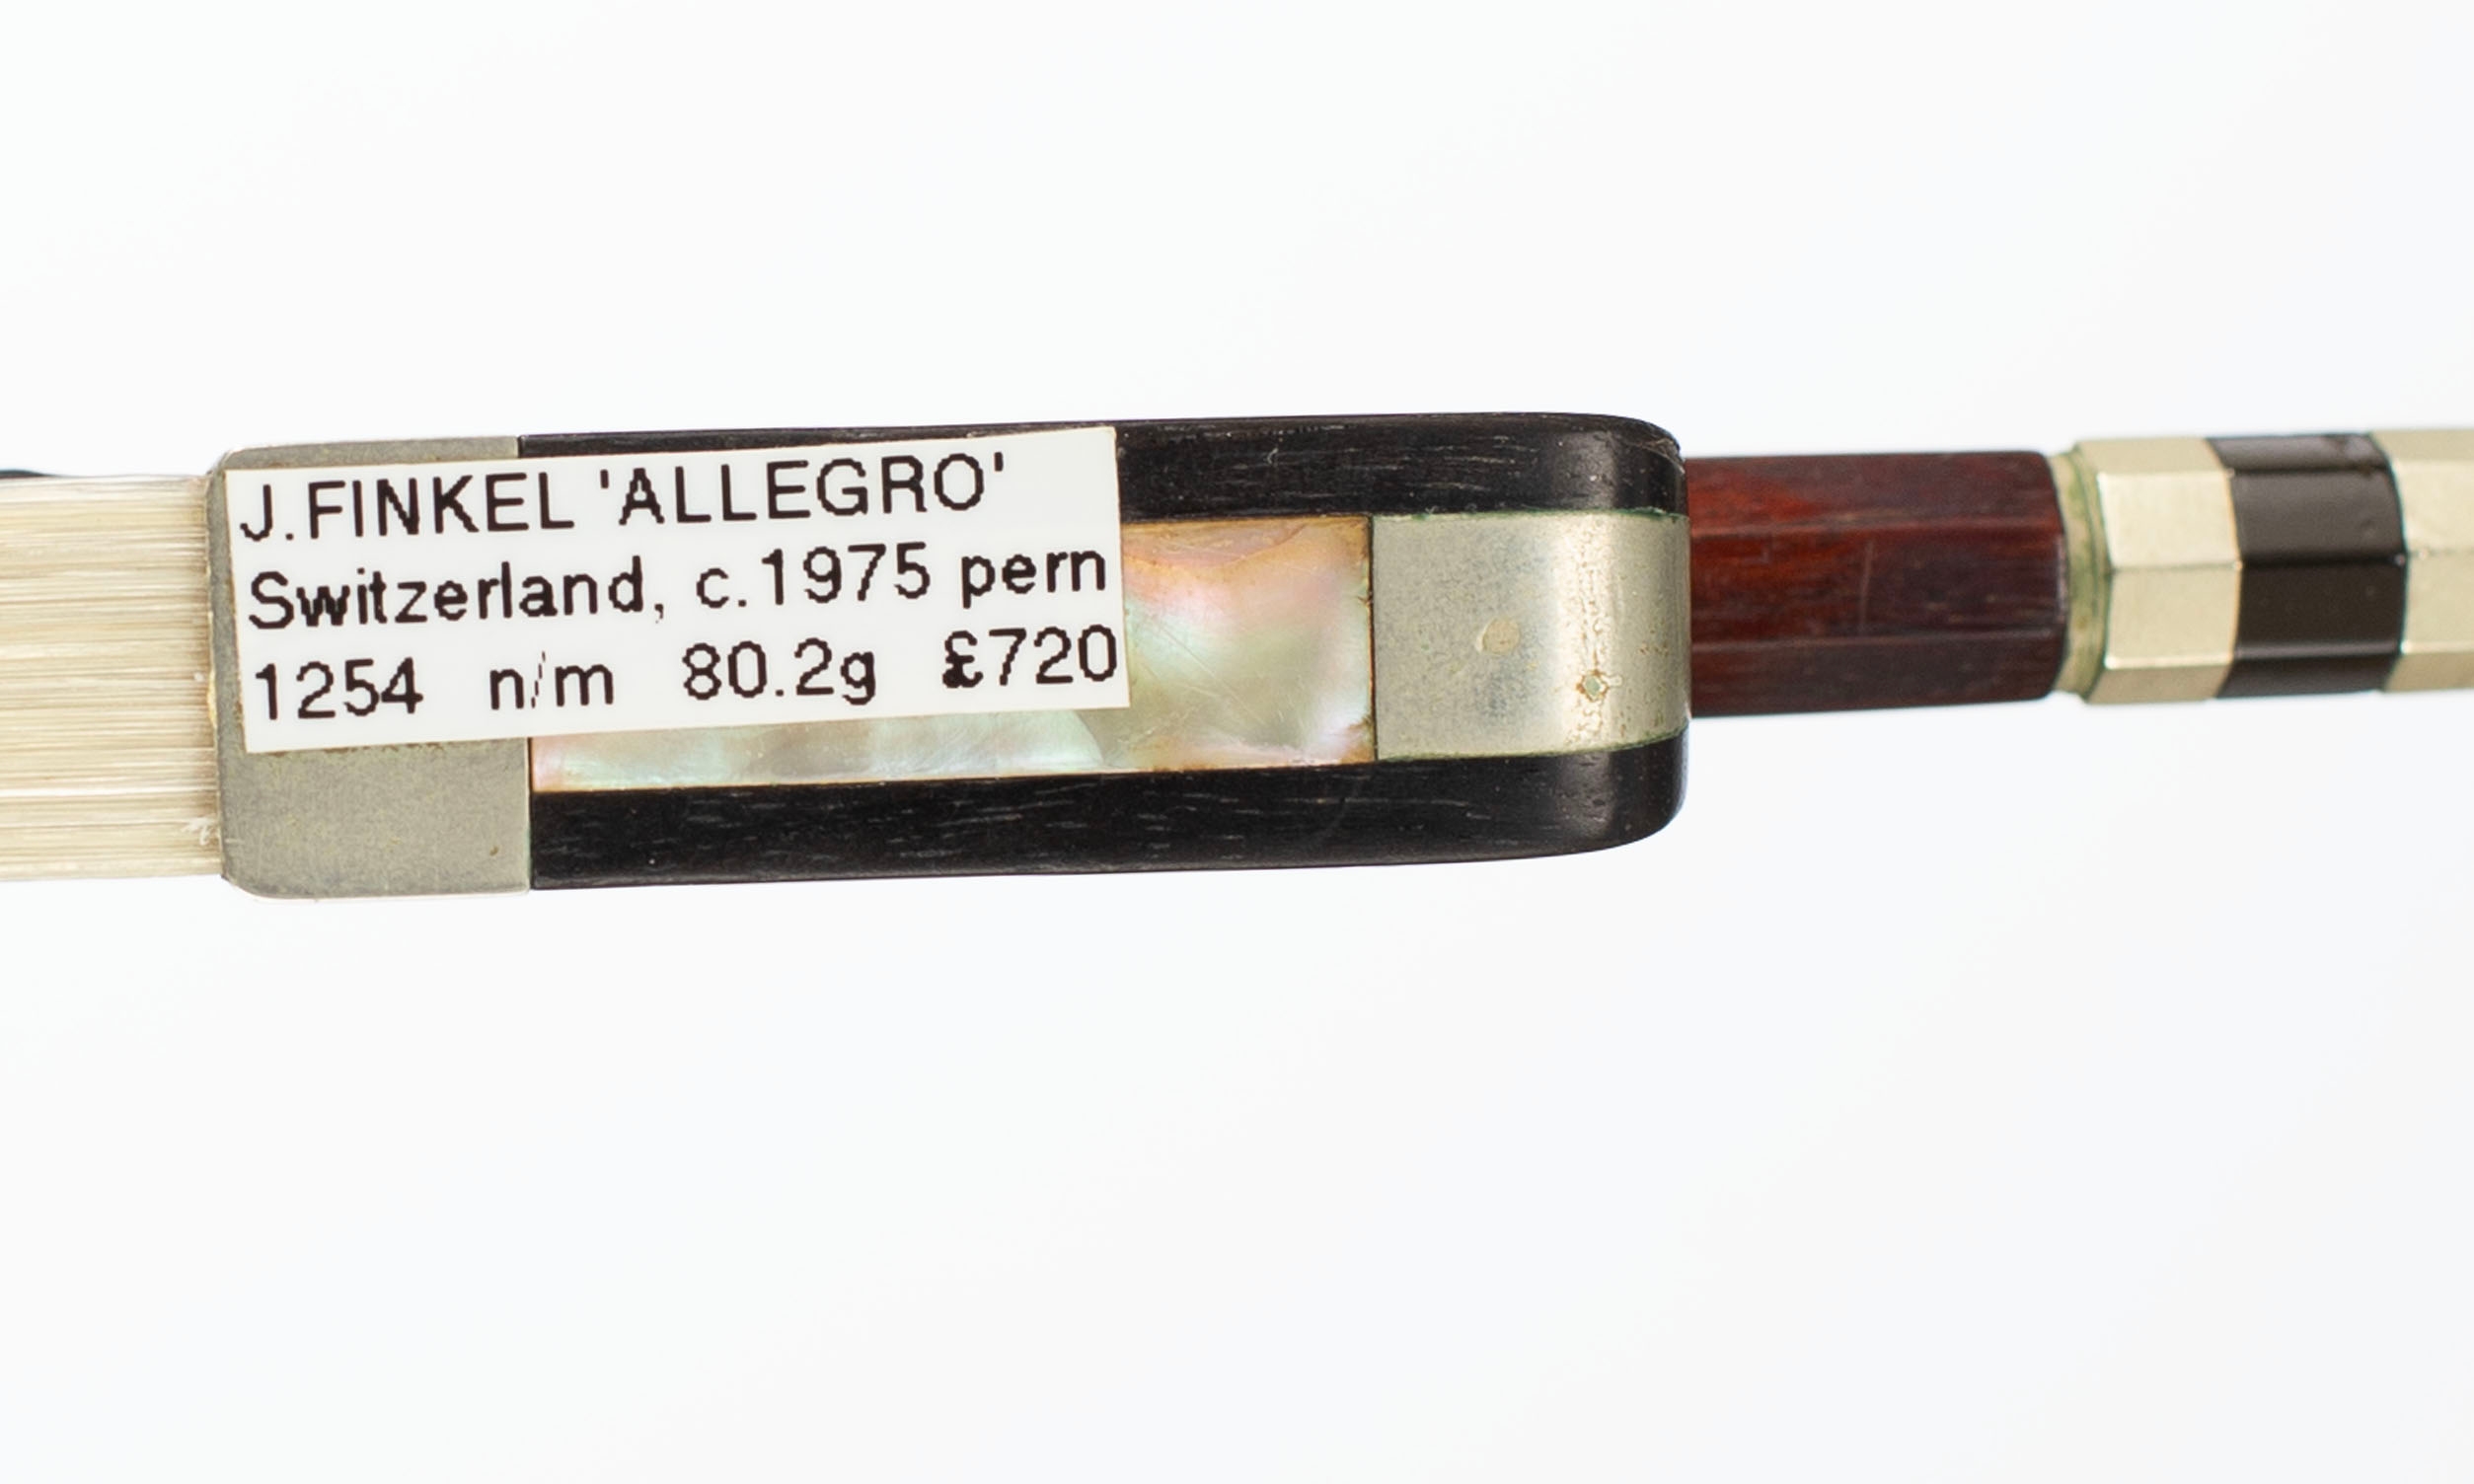 J.FINKEL 'ALLEGRO'
Switzerland, c.1975 pern
1254 n/m 80.2g £720